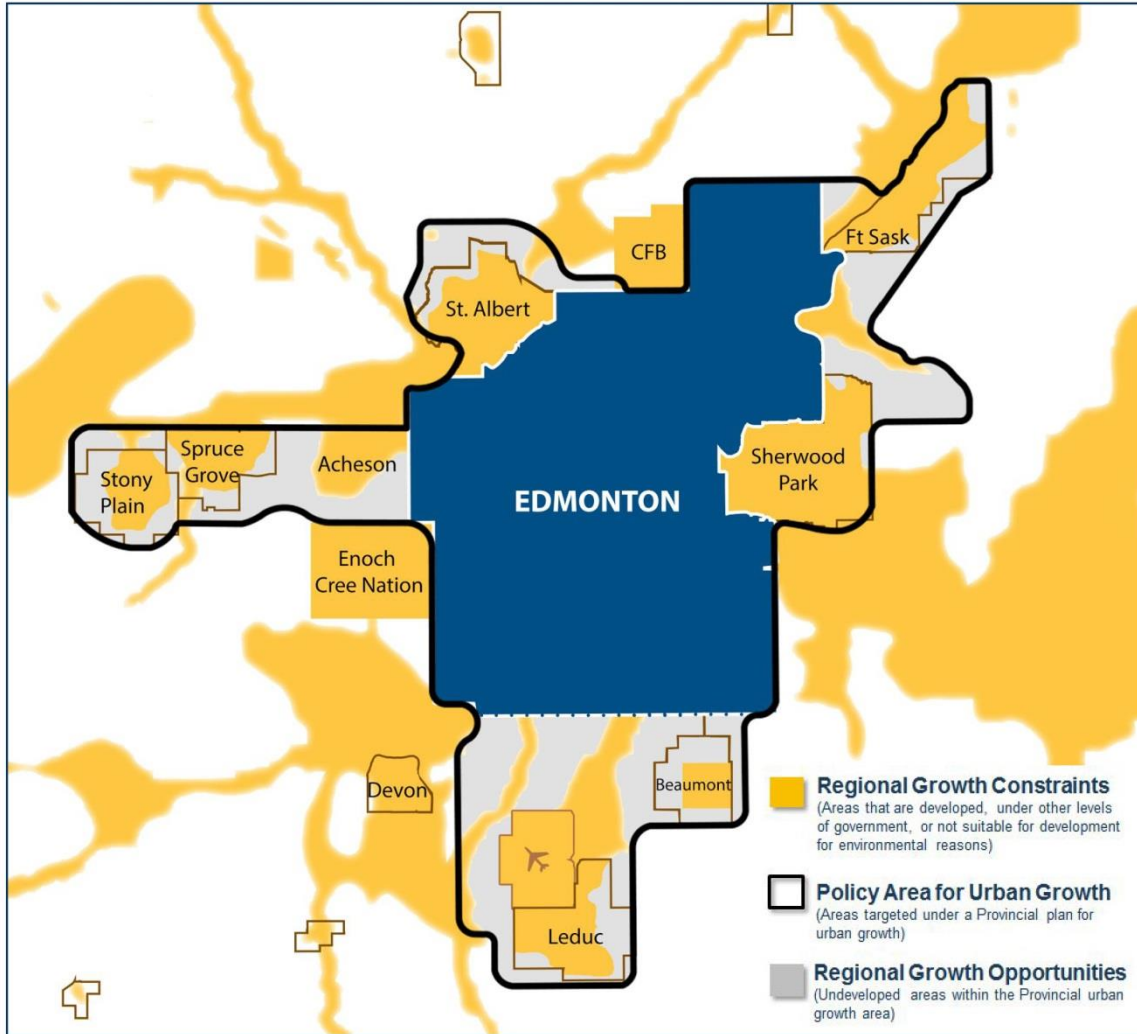 CFB
Ft Sask
St. Albert
Spruce
Grove
Stony
Plain
Acheson
Sherwood
Park
EDMONTON
Enoch
Cree Nation
Devon
Beaumont
Leduc
Regional Growth Constraints
(Areas that are developed, under other levels
of government, or not suitable for development
for environmental reasons)
Policy Area for Urban Growth
(Areas targeted under a Provincial plan for
urban growth)
Regional Growth Opportunities
(Undeveloped areas within the Provincial urban
growth area)